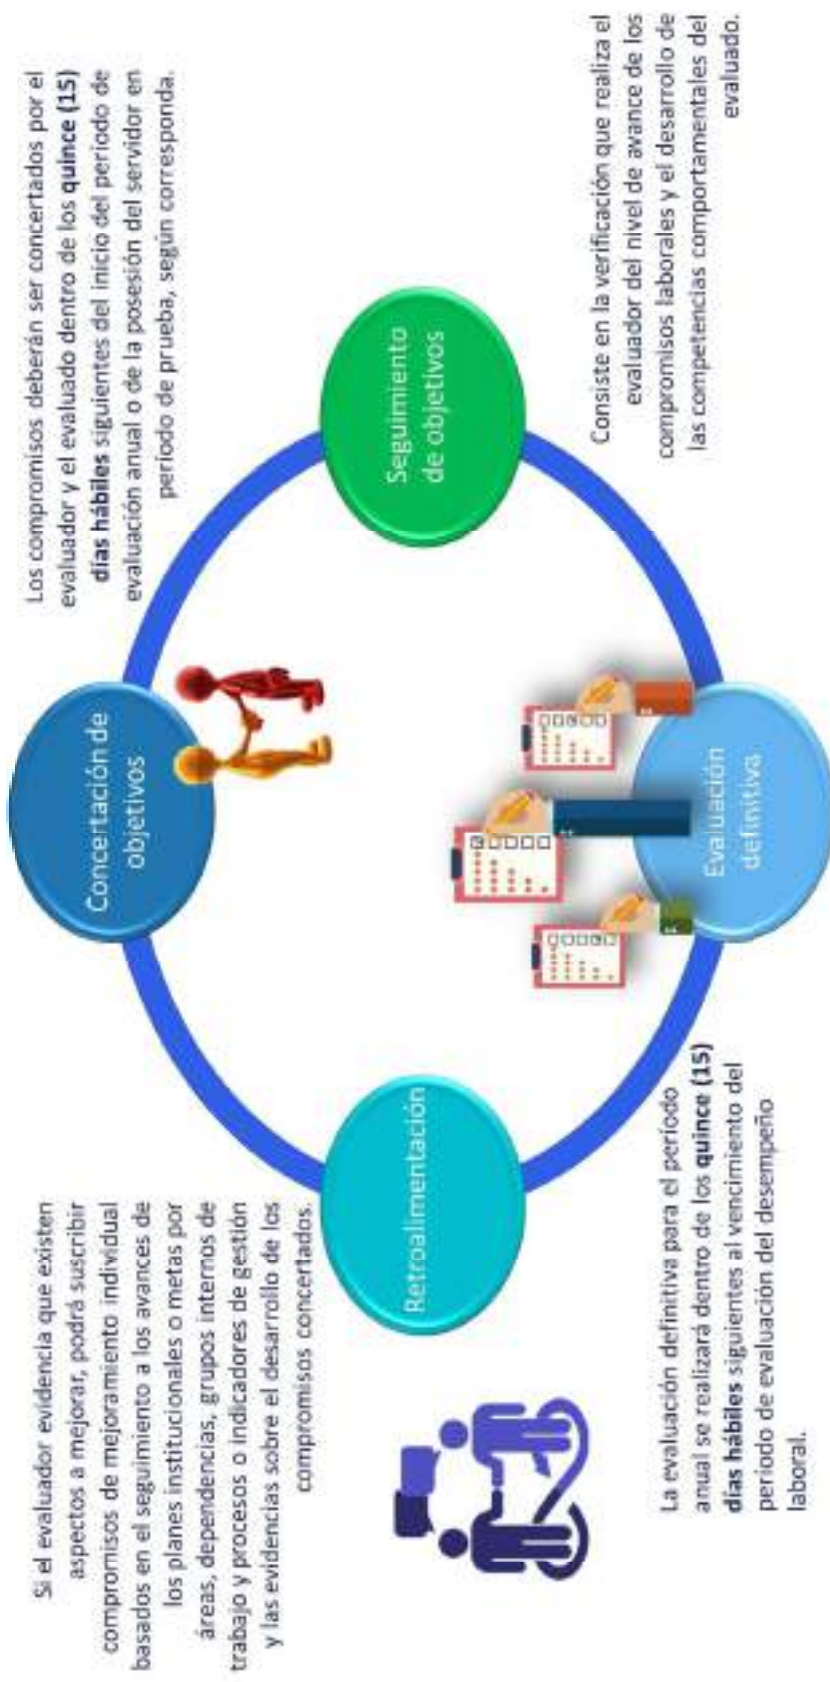 Si el evaluador evidencia que existen
aspectos a mejorar, podrá suscribir
compromisos de mejoramiento individual
basados en el seguimiento a los avances de
los planes institucionales o metas por
áreas, dependencias, grupos internos de
trabajo y procesos o indicadores de gestión
y las evidencias sobre el desarrollo de los
compromisos concertados.
Concertación de
objetivos
Los compromisos deberán ser concertados por el
evaluador y el evaluado dentro de los quince (15)
días hábiles siguientes del inicio del período de
evaluación anual o de la posesión del servidor en
período de prueba, según corresponda.
Retroalimentación
Seguimiento
de objetivos
La evaluación definitiva para el período
anual se realizará dentro de los quince (15)
días hábiles siguientes al vencimiento del
periodo de evaluación del desempeño
laboral.
Evaluación
definitiva
Consiste en la verificación que realiza el
evaluador del nivel de avance de los
compromisos laborales y el desarrollo de
las competencias comportamentales del
evaluado.